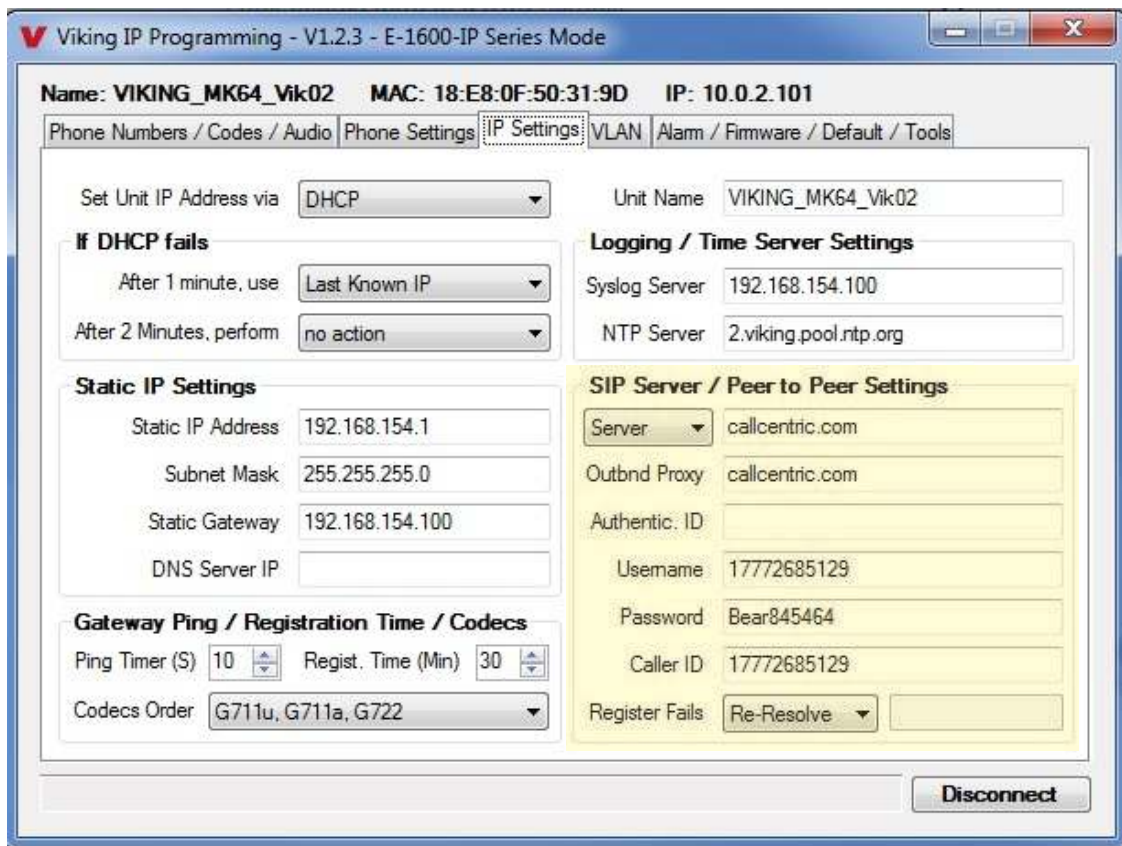 Viking IP Programming - V1.2.3 - E-1600-IP Series Mode
Name: VIKING_MK64_Vik02 MAC: 18:E8:0F:50:31:9D IP: 10.0.2.101
Phone Numbers / Codes / Audio Phone Settings IP Settings VLAN Alarm / Firmware / Default / Tools
Set Unit IP Address via DHCP
If DHCP fails
After 1 minute, use Last Known IP
After 2 Minutes, perform no action
Static IP Settings
Static IP Address 192.168.154.1
Subnet Mask 255.255.255.0
Static Gateway 192.168.154.100
DNS Server IP
Gateway Ping / Registration Time / Codecs
Ping Timer (S) 10 Regist. Time (Min) 30
Codecs Order G711u, G711a, G722
Unit Name VIKING_MK64_Vik02
Logging / Time Server Settings
Syslog Server 192.168.154.100
NTP Server 2.viking.pool.ntp.org
SIP Server / Peer to Peer Settings
Server callcentric.com
Outbnd Proxy callcentric.com
Authentic. ID
Username 17772685129
Password Bear845464
Caller ID 17772685129
Register Fails Re-Resolve
Disconnect